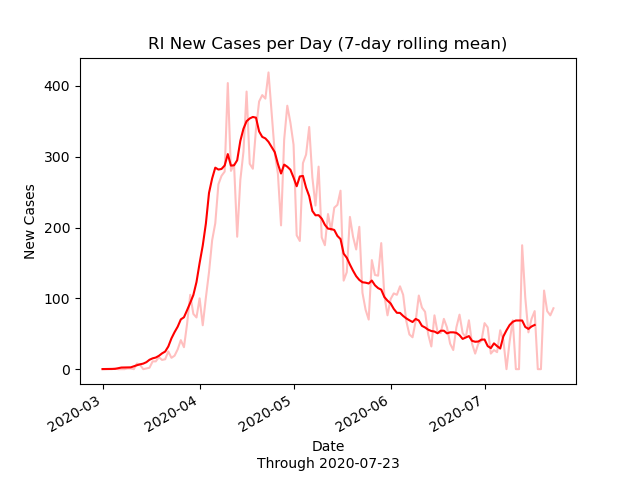 RI New Cases per Day (7-day rolling mean)
400
300
200
100
0
New Cases
2020-03
2020-04
2020-05
2020-06
2020-07
Date
Through 2020-07-23